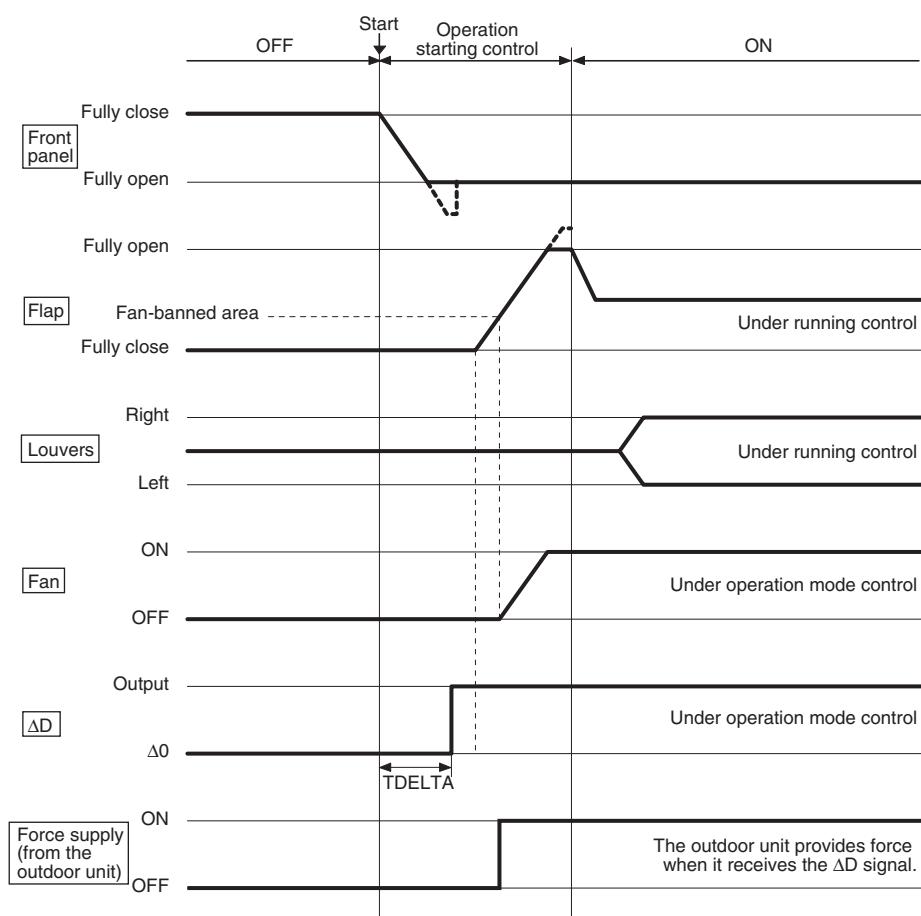 Start
OFF
Operation
starting control
ON
Fully close
Front
panel
Fully open
Fully open
Flap
Fan-banned area
Under running control
Fully close
Right
Louvers
Under running control
Left
ON
Fan
Under operation mode control
OFF
Output
ΔD
Under operation mode control
Δ0
TDELTA
ON
Force supply
(from the
outdoor unit)
The outdoor unit provides force
when it receives the ΔD signal.
OFF